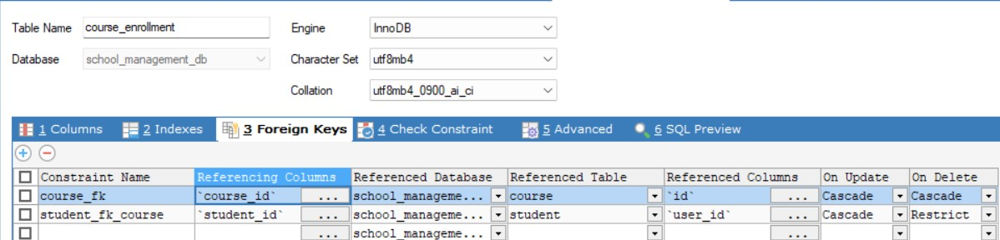 Table Name course_enrollment Engine InnoDB
Database school_management_db Character Set utf8mb4
Collation utf8mb4_0900_ai_ci
1 Columns 2 Indexes 3 Foreign Keys 4 Check Constraint 5 Advanced 6 SQL Preview
Constraint Name Referencing Columns Referenced Database Referenced Table Referenced Columns On Update On Delete
course_fk `course_id` ... school_manageme... course `id` ... Cascade Cascade
student_fk_course `student_id` ... school_manageme... student `user_id` ... Cascade Restrict
... school_manageme... ...